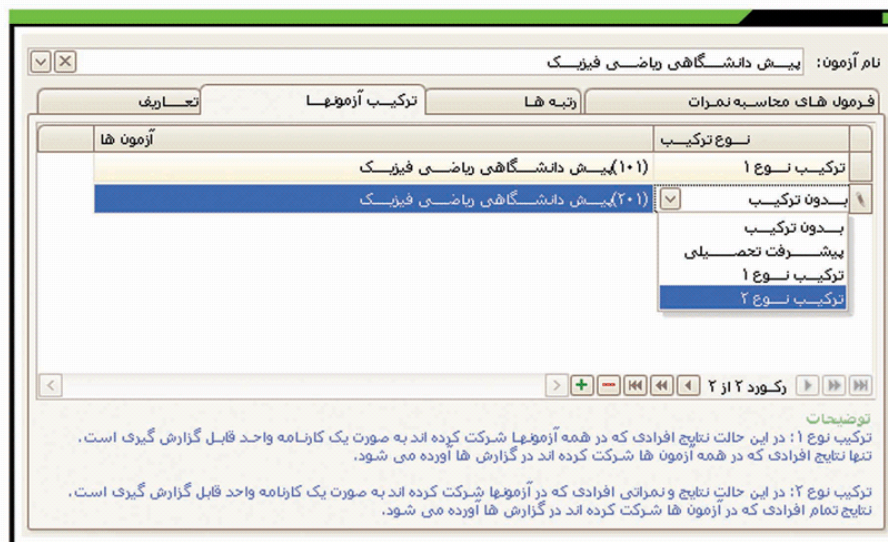 نام آزمون: پیش دانشگاهی ریاضی فیزیک
فرمول های محاسبه نمرات رتبه ها ترکیب آزمونها تعاریف
نوع ترکیب آزمون ها
ترکیب نوع ۱ (۱۰۱)پیش دانشگاهی ریاضی فیزیک
بدون ترکیب (۲۰۱)پیش دانشگاهی ریاضی فیزیک
بدون ترکیب
پیشرفت تحصیلی
ترکیب نوع ۱
ترکیب نوع ۲
رکورد ۲ از ۲
توضیحات
ترکیب نوع ۱: در این حالت نتایج افرادی که در همه آزمونها شرکت کرده اند به صورت یک کارنامه واحد قابل گزارش گیری است.
تنها نتایج افرادی که در همه آزمون ها شرکت کرده اند در گزارش ها آورده می شود.
ترکیب نوع ۲: در این حالت نتایج و نمراتی افرادی که در آزمونها شرکت کرده اند به صورت یک کارنامه واحد قابل گزارش گیری است.
نتایج تمام افرادی که در آزمون ها شرکت کرده اند در گزارش ها آورده می شود.